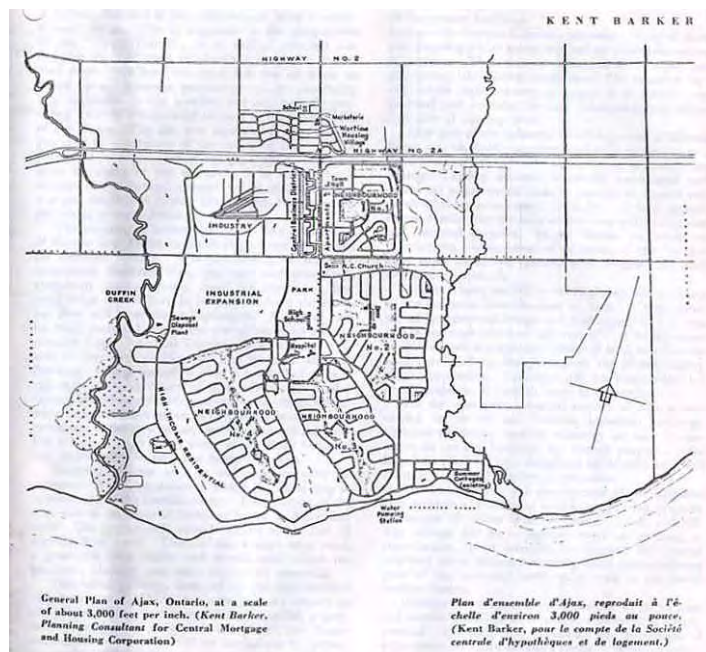 KENT BARKER
HIGHWAY NO. 2
School
Marketeria
Wartime
Housing
Village
HIGHWAY NO. 2A
Town
Hall
NEIGHBOURHOOD
No. 1
Central Business District
Apartments
INDUSTRY
R.C. Church
DUFFIN
CREEK
INDUSTRIAL
EXPANSION
PARK
High
School
Sewage
Disposal
Plant
NEIGHBOURHOOD
No. 2
Hospital
HIGH-INCOME RESIDENTIAL
NEIGHBOURHOOD
No. 4
NEIGHBOURHOOD
No. 3
Summer
Cottages
(existing)
Water
Pumping
Station
General Plan of Ajax, Ontario, at a scale
of about 3,000 feet per inch. (Kent Barker,
Planning Consultant for Central Mortgage
and Housing Corporation)
Plan d'ensemble d'Ajax, reproduit à l'é-
chelle d'environ 3,000 pieds au pouce.
(Kent Barker, pour le compte de la Société
centrale d'hypothèques et de logement.)